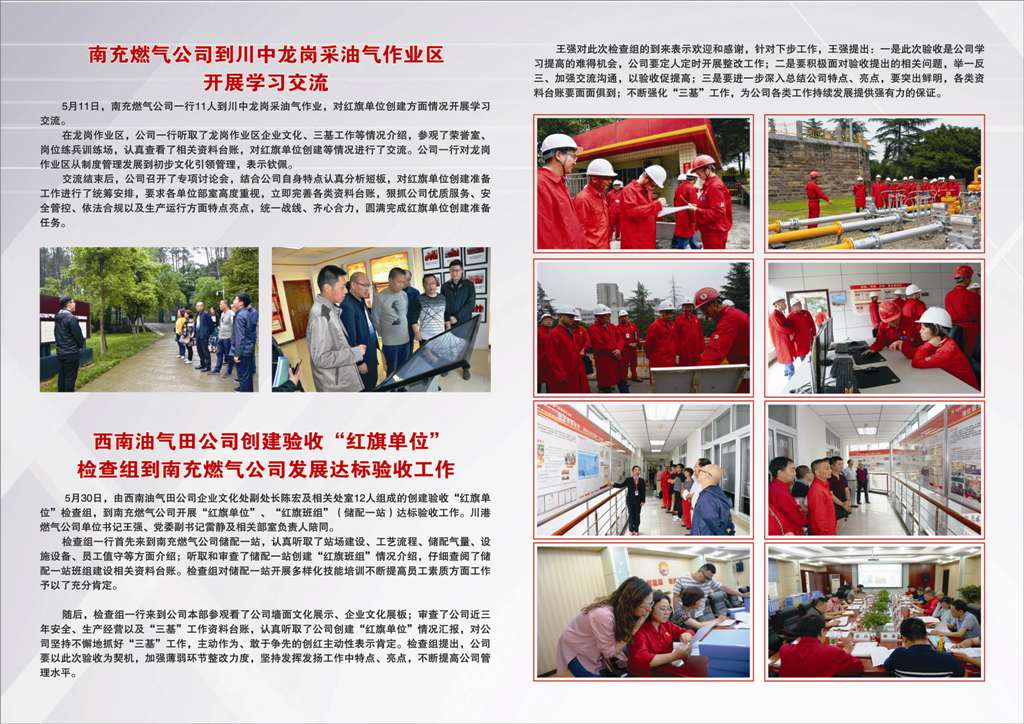 南充燃气公司到川中龙岗采油气作业区
开展学习交流
5月11日，南充燃气公司一行11人到川中龙岗采油气作业，对红旗单位创建方面情况开展学习
交流。
在龙岗作业区，公司一行听取了龙岗作业区企业文化、三基工作等情况介绍，参观了荣誉室、
岗位练兵训练场，认真查看了相关资料台账，对红旗单位创建等情况进行了交流。公司一行对龙岗
作业区从制度管理发展到初步文化引领管理，表示钦佩。
交流结束后，公司召开了专项讨论会，结合公司自身特点认真分析短板，对红旗单位创建准备
工作进行了统筹安排，要求各单位部室高度重视，立即完善各类资料台账，狠抓公司优质服务、安
全管控、依法合规以及生产运行方面特点亮点，统一战线、齐心合力，圆满完成红旗单位创建准备
任务。
西南油气田公司创建验收“红旗单位”
检查组到南充燃气公司发展达标验收工作
5月30日，由西南油气田公司企业文化处副处长陈宏及相关处室12人组成的创建验收“红旗单
位”检查组，到南充燃气公司开展“红旗单位”、“红旗班组”（储配一站）达标验收工作。川港
燃气公司单位书记王强、党委副书记雷静及相关部室负责人陪同。
检查组一行首先来到南充燃气公司储配一站，认真听取了站场建设、工艺流程、储配气量、设
施设备、员工值守等方面介绍；听取和审查了储配一站创建“红旗班组”情况介绍，仔细查阅了储
配一站班组建设相关资料台账。检查组对储配一站开展多样化技能培训不断提高员工素质方面工作
予以了充分肯定。
随后，检查组一行来到公司本部参观看了公司墙面文化展示、企业文化展板；审查了公司近三
年安全、生产经营以及“三基”工作资料台账，认真听取了公司创建“红旗单位”情况汇报，对公
司坚持不懈地抓好“三基”工作，主动作为、敢于争先的创红主动性表示肯定。检查组提出，公司
要以此次验收为契机，加强薄弱环节整改力度，坚持发挥发扬工作中特点、亮点，不断提高公司管
理水平。
王强对此次检查组的到来表示欢迎和感谢，针对下步工作，王强提出：一是此次验收是公司学
习提高的难得机会，公司要定人定时开展整改工作；二是要积极面对验收提出的相关问题，举一反
三、加强交流沟通，以验收促提高；三是要进一步深入总结公司特点、亮点，要突出鲜明，各类资
料台账要面面俱到；不断强化“三基”工作，为公司各类工作持续发展提供强有力的保证。